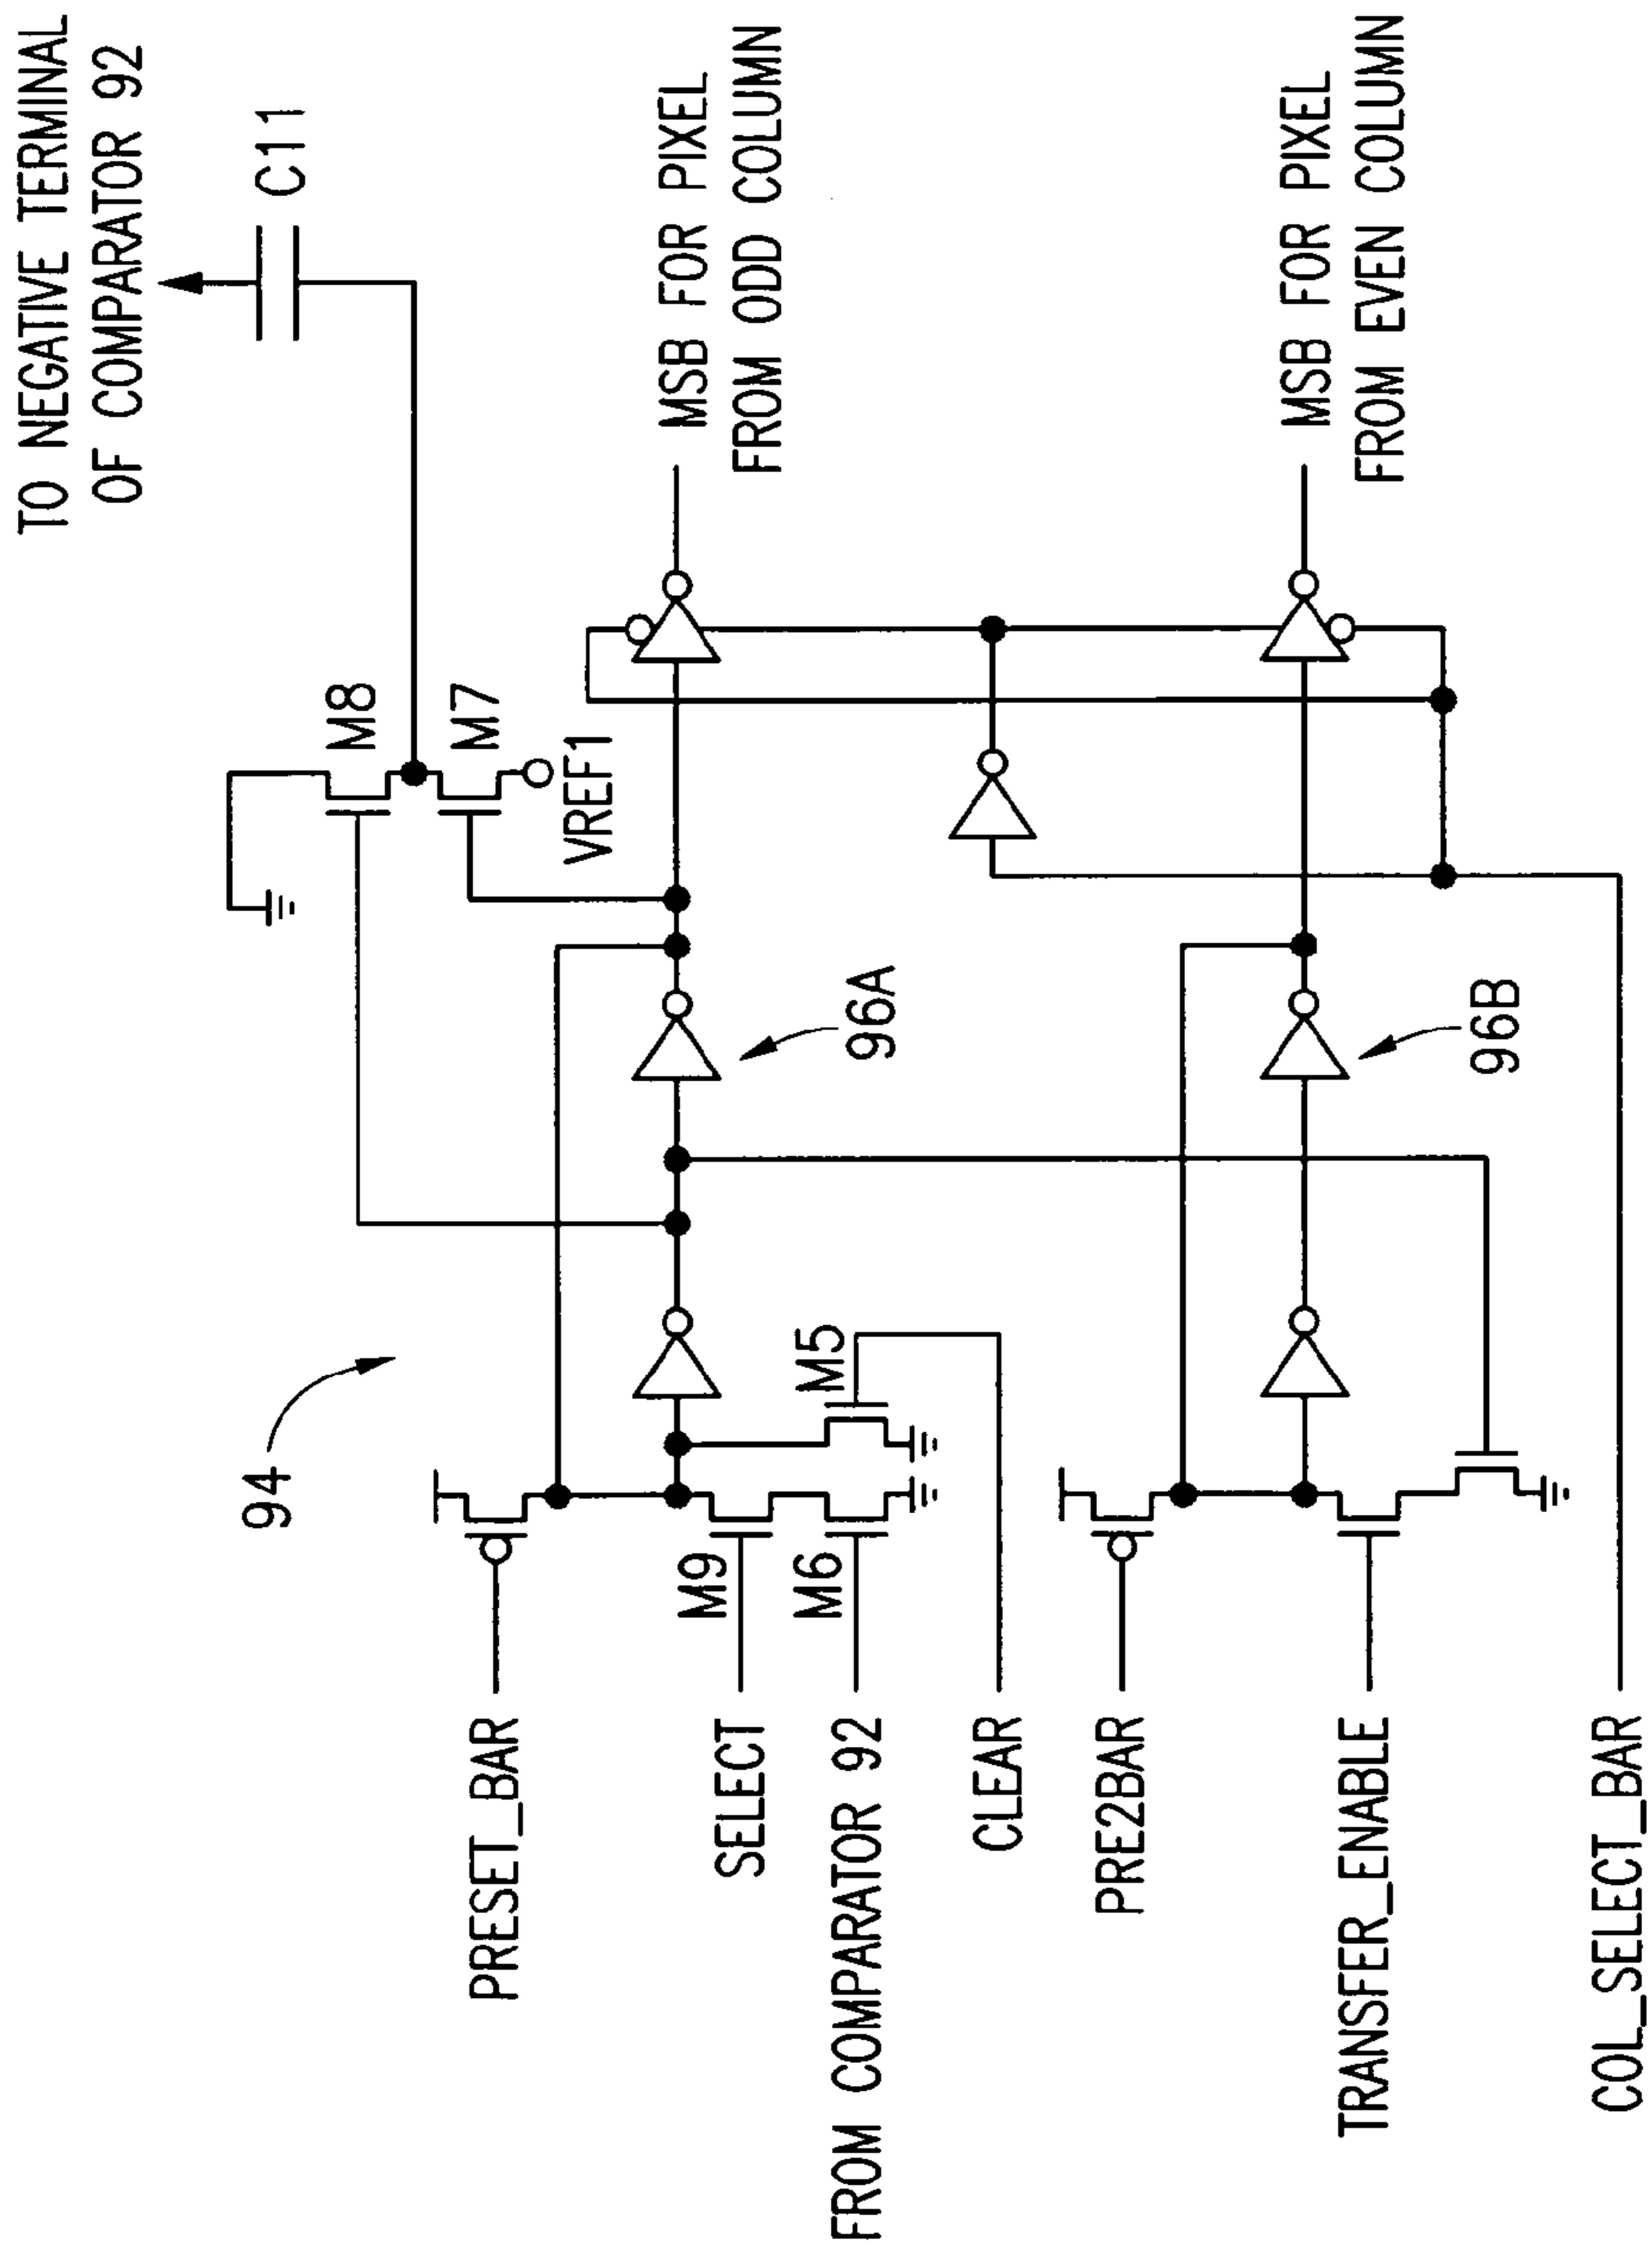 TO NEGATIVE TERMINAL
OF COMPARATOR 92
C11
M8
M7
VREF1
94
PRESET_BAR
SELECT
M9
M6
M5
FROM COMPARATOR 92
CLEAR
96A
MSB FOR PIXEL
FROM ODD COLUMN
PRE2BAR
TRANSFER_ENABLE
96B
MSB FOR PIXEL
FROM EVEN COLUMN
COL_SELECT_BAR